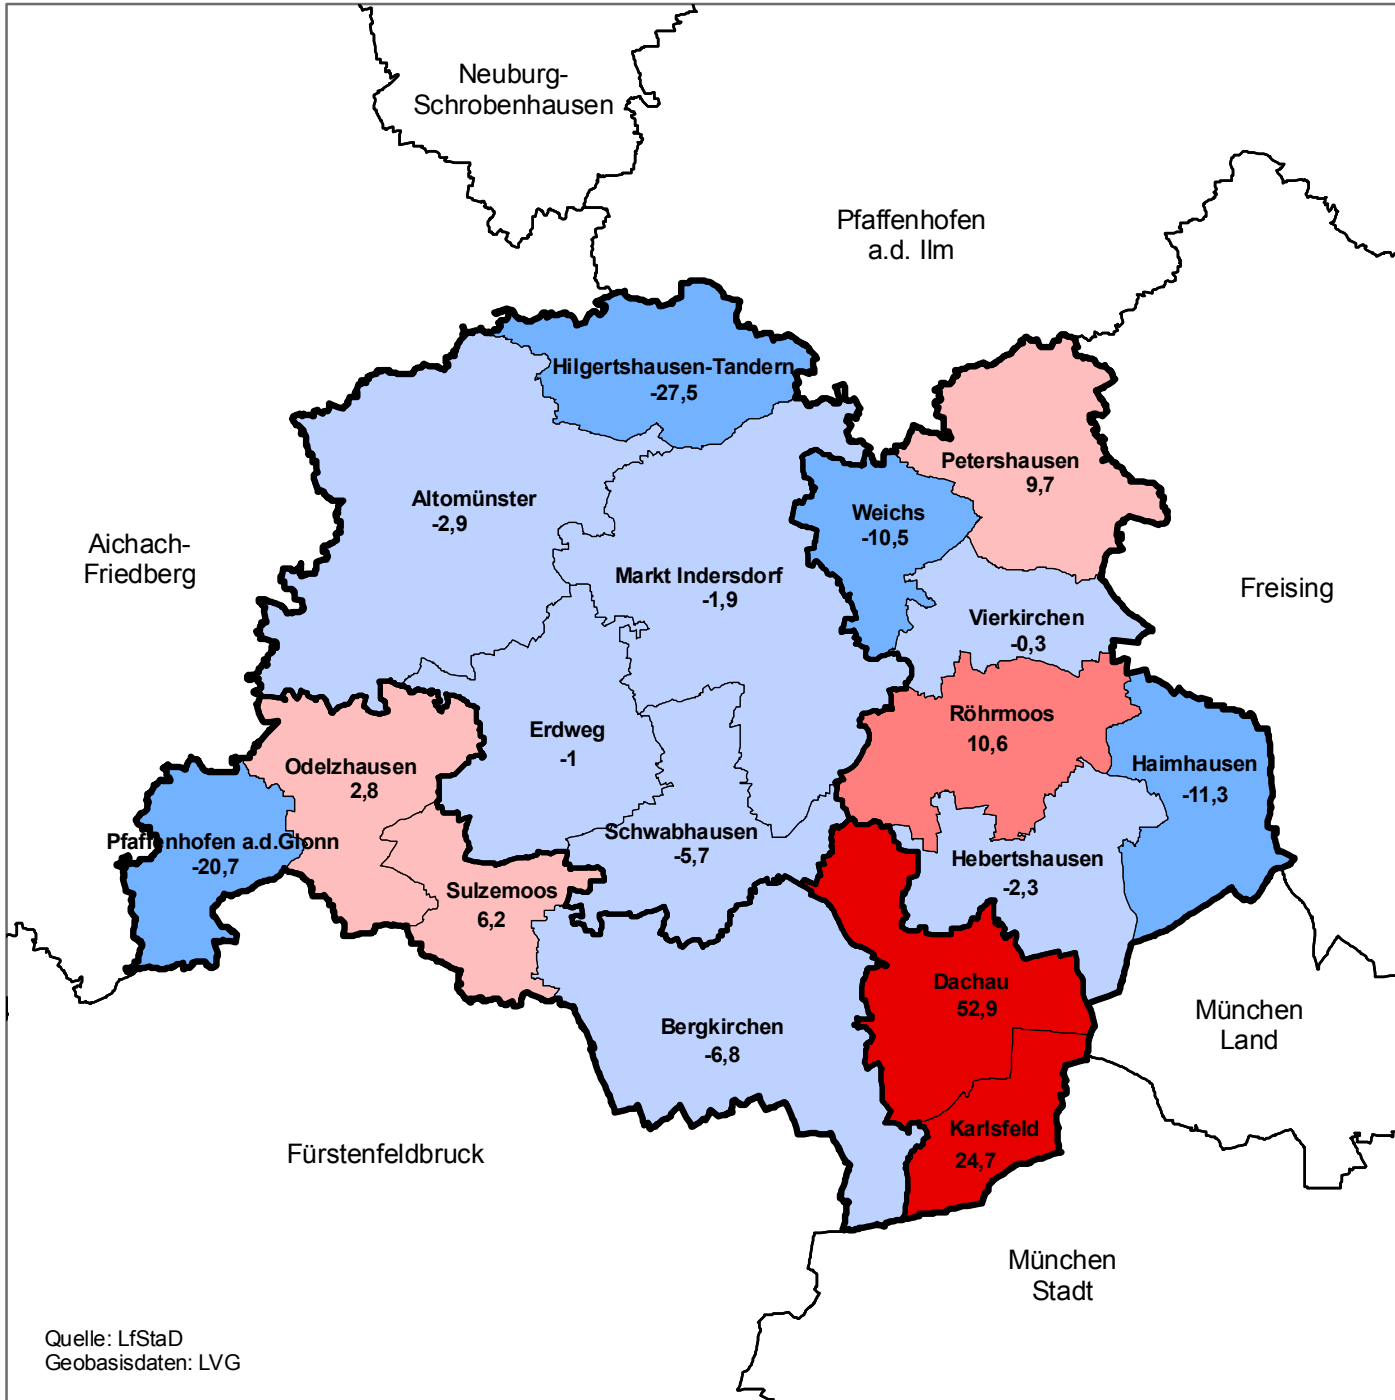 Neuburg-
Schrobenhausen
Pfaffenhofen
a.d. Ilm
Hilgertshausen-Tandern
-27,5
Petershausen
9,7
Altomünster
-2,9
Weichs
-10,5
Aichach-
Friedberg
Markt Indersdorf
-1,9
Freising
Vierkirchen
-0,3
Röhrmoos
10,6
Erdweg
-1
Haimhausen
-11,3
Odelzhausen
2,8
Schwabhausen
-5,7
Pfaffenhofen a.d.Glonn
-20,7
Hebertshausen
-2,3
Sulzemoos
6,2
Dachau
52,9
München
Land
Bergkirchen
-6,8
Karlsfeld
24,7
Fürstenfeldbruck
München
Stadt
Quelle: LfStaD
Geobasisdaten: LVG